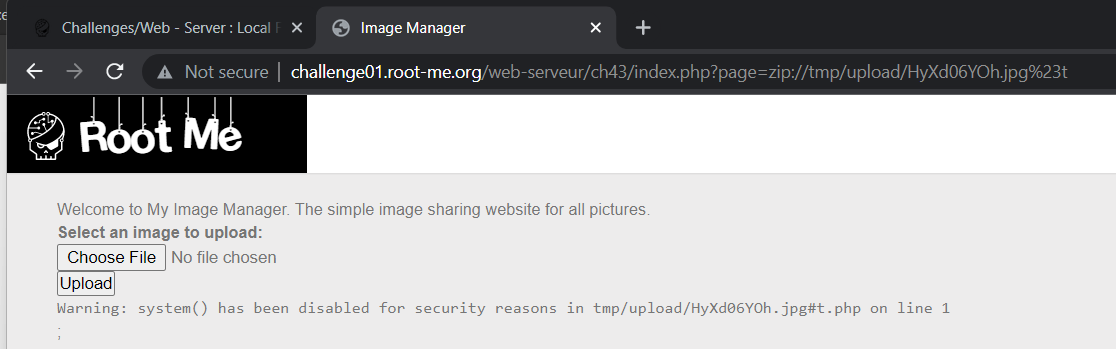 Challenges/Web - Server : Local F
Image Manager
Not secure | challenge01.root-me.org/web-serveur/ch43/index.php?page=zip://tmp/upload/HyXd06YOh.jpg%23t
Root Me
Welcome to My Image Manager. The simple image sharing website for all pictures.
Select an image to upload:
Choose File No file chosen
Upload
Warning: system() has been disabled for security reasons in tmp/upload/HyXd06YOh.jpg#t.php on line 1
;